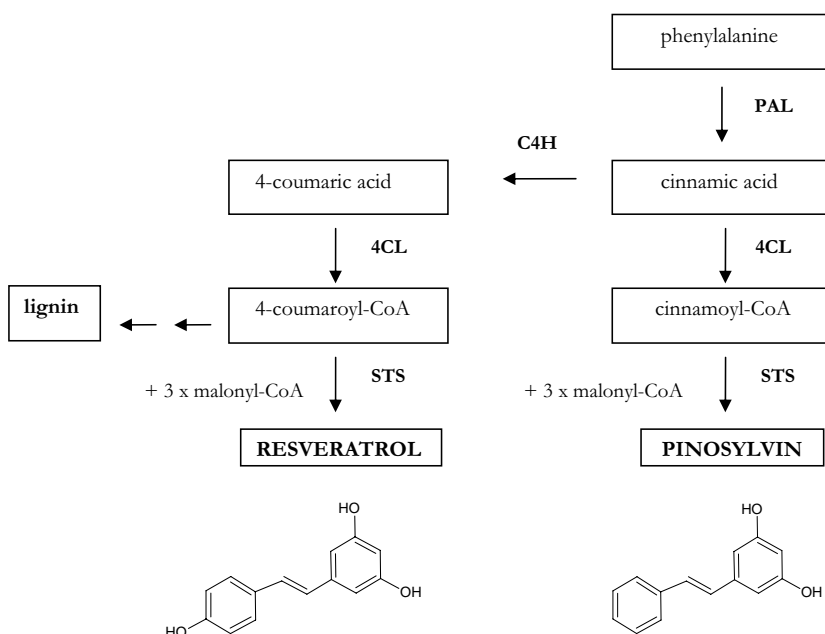 phenylalanine
PAL
C4H
4-coumaric acid
cinnamic acid
4CL
4CL
lignin
4-coumaroyl-CoA
cinnamoyl-CoA
STS
STS
+ 3 x malonyl-CoA
+ 3 x malonyl-CoA
RESVERATROL
PINOSYLVIN
HO
HO
OH
OH
HO